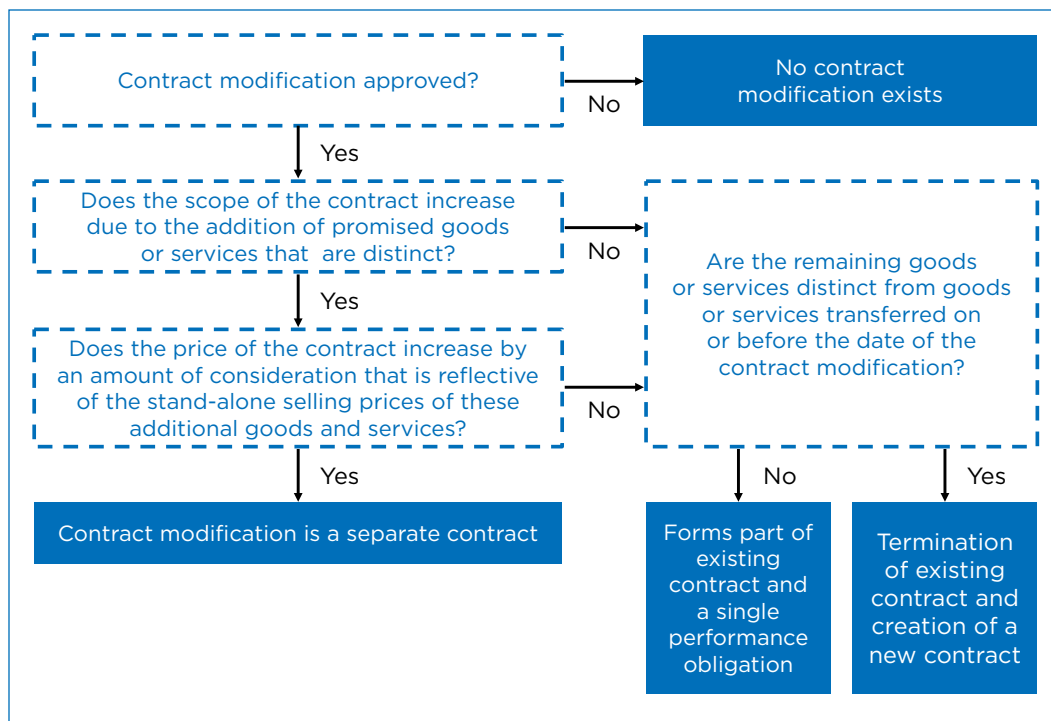 Contract modification approved?
No
No contract
modification exists
Yes
Does the scope of the contract increase
due to the addition of promised goods
or services that are distinct?
No
Are the remaining goods
or services distinct from goods
or services transferred on
or before the date of the
contract modification?
Yes
Does the price of the contract increase by
an amount of consideration that is reflective
of the stand-alone selling prices of these
additional goods and services?
No
Yes
No
Yes
Contract modification is a separate contract
Forms part of
existing
contract and
a single
performance
obligation
Termination
of existing
contract and
creation of a
new contract